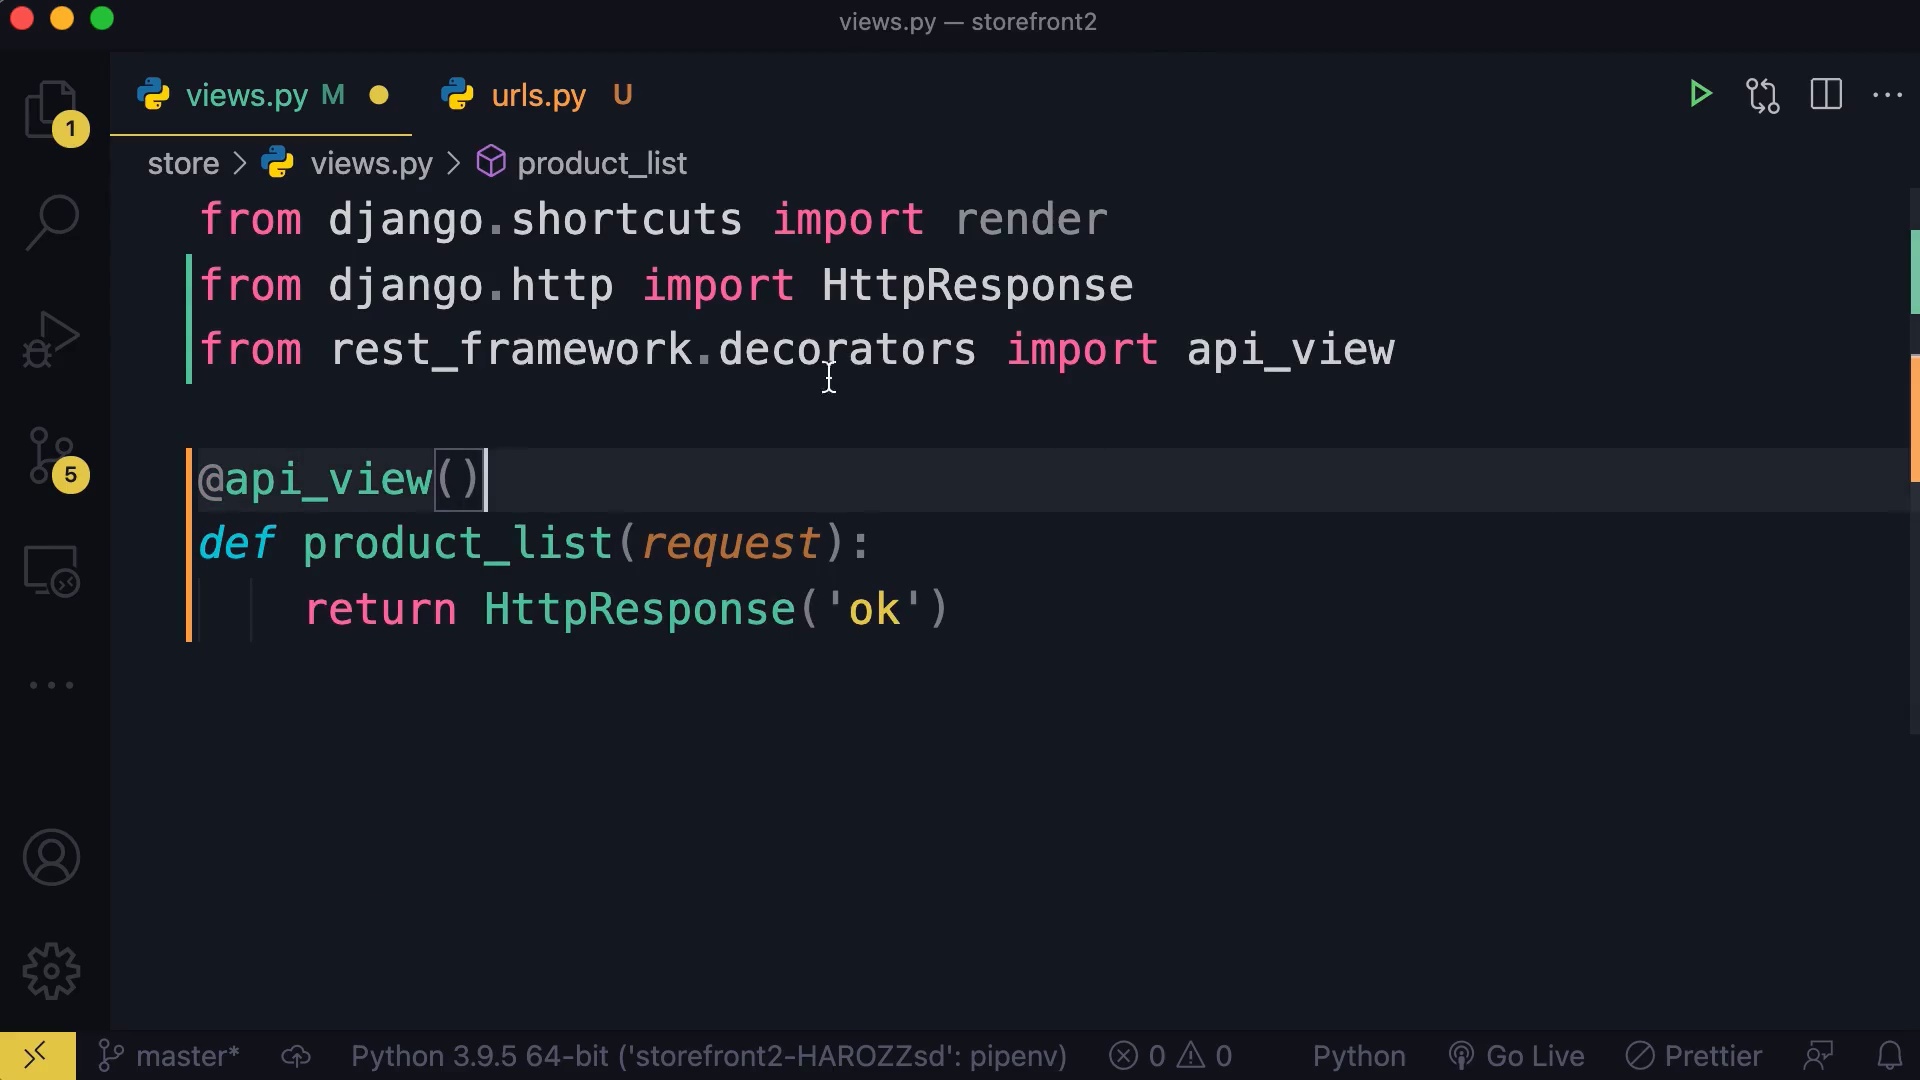 views.py — storefront2
views.py M urls.py U
1
store > views.py > product_list
from django.shortcuts import render
from django.http import HttpResponse
from rest_framework.decorators import api_view
@api_view()
5
def product_list(request):
return HttpResponse('ok')
master* Python 3.9.5 64-bit ('storefront2-HAROZZsd': pipenv) 0 0 Python Go Live Prettier